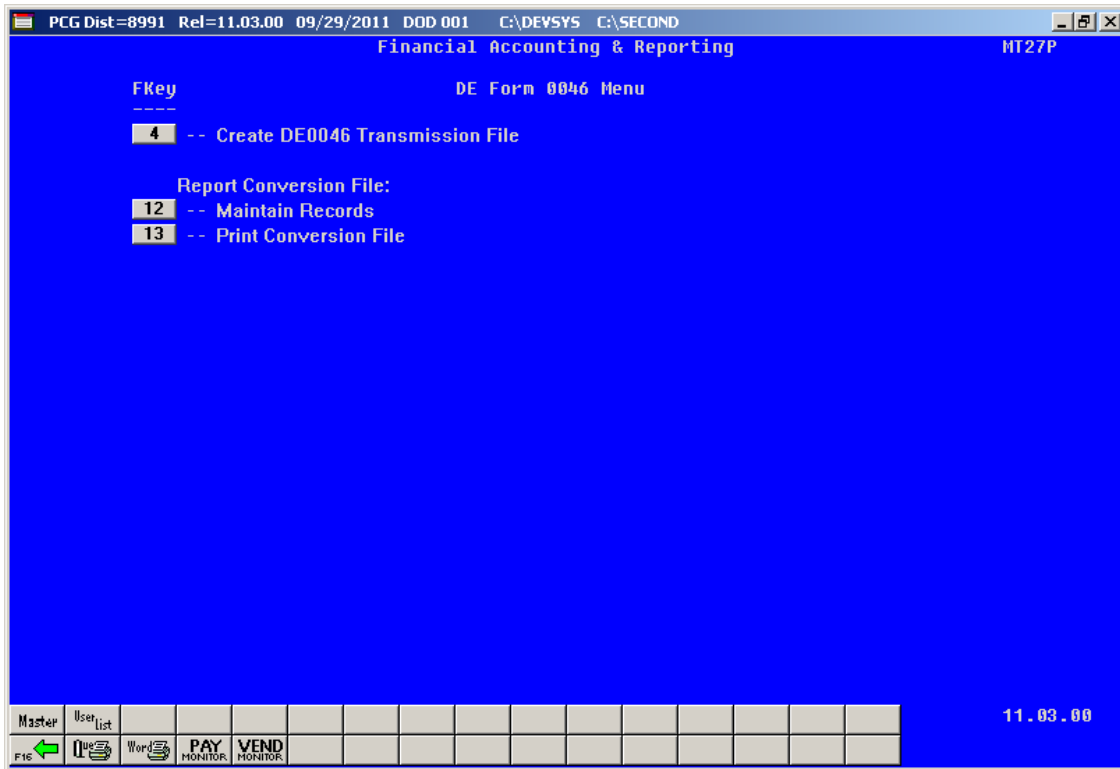 PCG Dist=8991 Rel=11.03.00 09/29/2011 DOD 001 C:\DEVSYS C:\SECOND
Financial Accounting & Reporting MT27P
FKey DE Form 0046 Menu
----
4 -- Create DE0046 Transmission File
Report Conversion File:
12 -- Maintain Records
13 -- Print Conversion File
Master User List 11.03.00
F16 Que Word PAY MONITOR VEND MONITOR